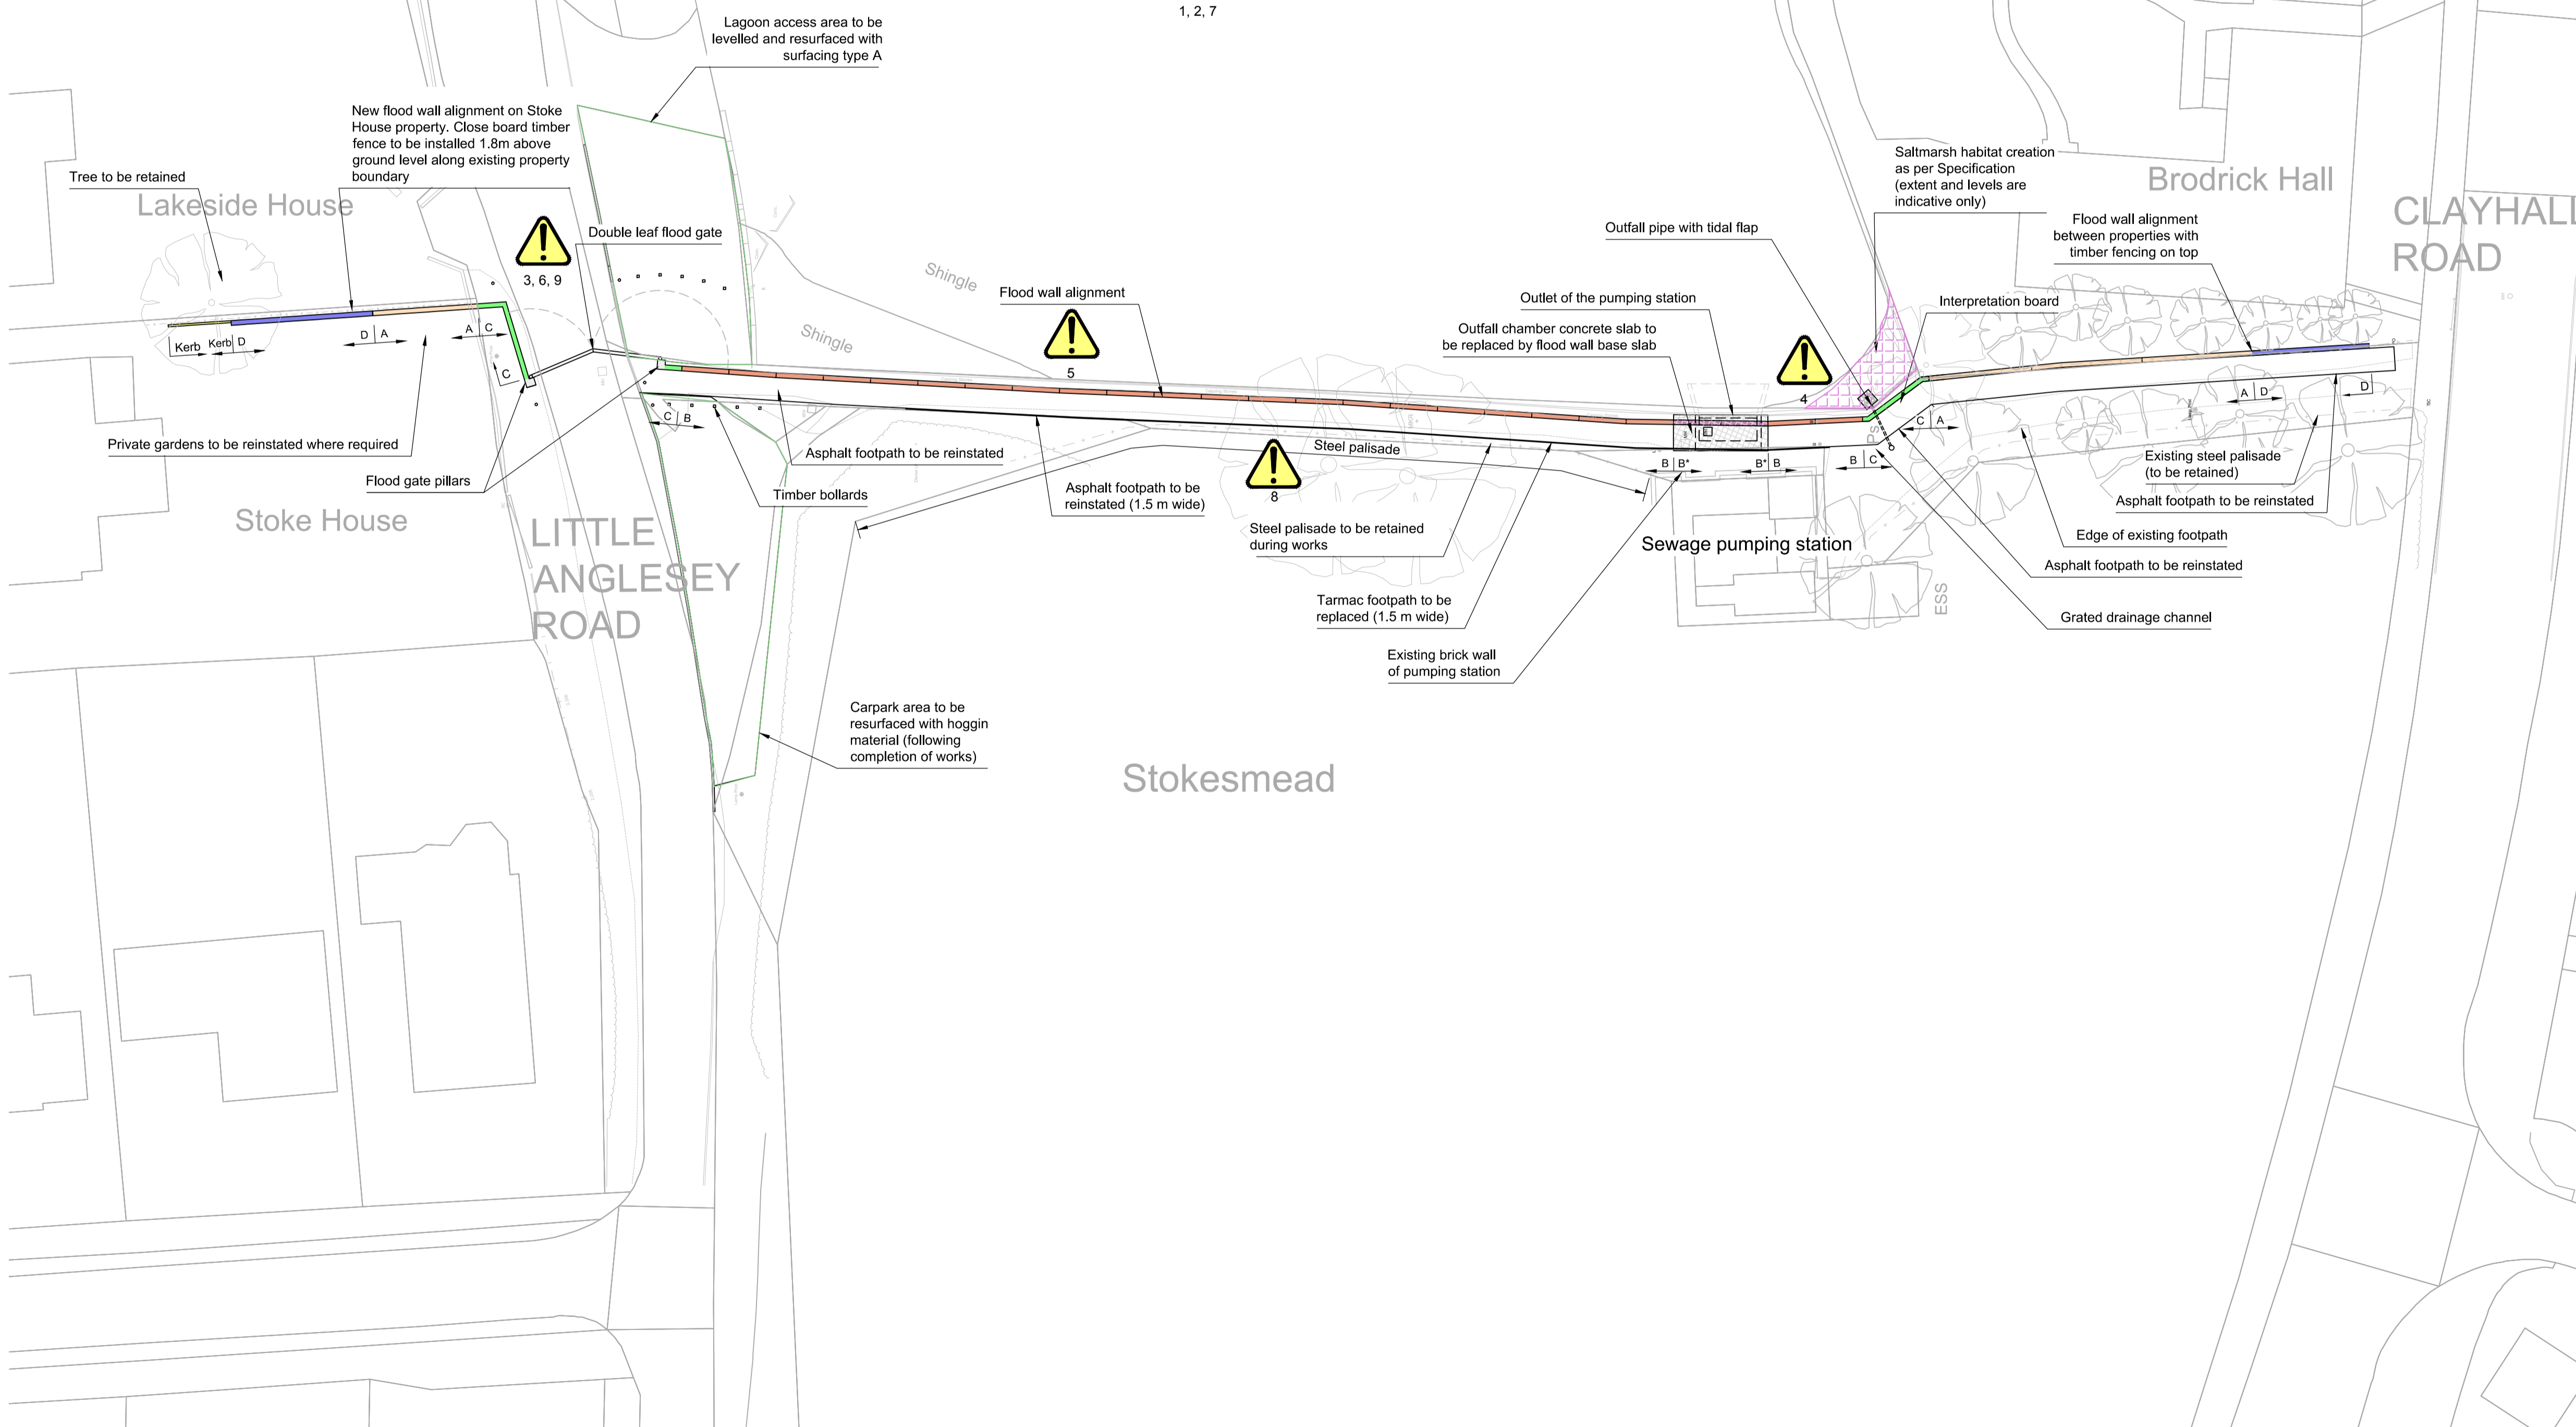 1, 2, 7
Lagoon access area to be
levelled and resurfaced with
surfacing type A
New flood wall alignment on Stoke
House property. Close board timber
fence to be installed 1.8m above
ground level along existing property
boundary
Tree to be retained
Lakeside House
3, 6, 9
Double leaf flood gate
Shingle
Shingle
Flood wall alignment
5
Outfall pipe with tidal flap
Outlet of the pumping station
Outfall chamber concrete slab to
be replaced by flood wall base slab
4
Saltmarsh habitat creation
as per Specification
(extent and levels are
indicative only)
Brodrick Hall
Flood wall alignment
between properties with
timber fencing on top
CLAYHALL
ROAD
Interpretation board
Kerb
Kerb D
D A
A C
C
C B
Private gardens to be reinstated where required
Flood gate pillars
Asphalt footpath to be reinstated
Timber bollards
Asphalt footpath to be
reinstated (1.5 m wide)
8
Steel palisade
Steel palisade to be retained
during works
Tarmac footpath to be
replaced (1.5 m wide)
Existing brick wall
of pumping station
B B*
B* B
B C
C A
A D
D
PS
Existing steel palisade
(to be retained)
Asphalt footpath to be reinstated
Edge of existing footpath
Asphalt footpath to be reinstated
Grated drainage channel
Sewage pumping station
ESS
Stoke House
LITTLE
ANGLESEY
ROAD
Carpark area to be
resurfaced with hoggin
material (following
completion of works)
Stokesmead